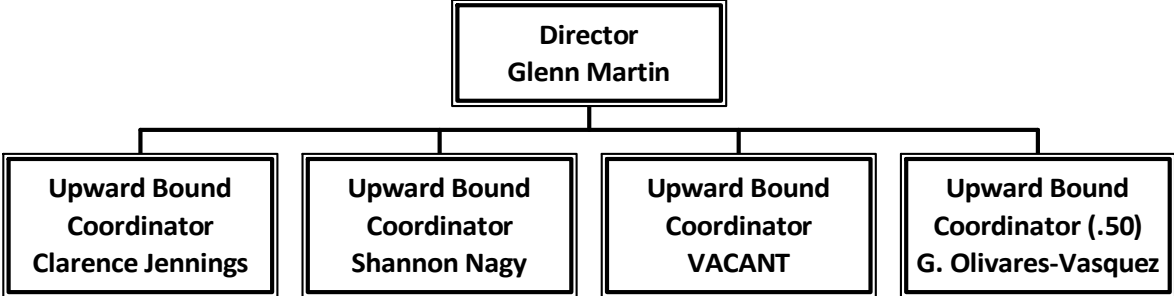 Director
Glenn Martin
Upward Bound
Coordinator
Clarence Jennings
Upward Bound
Coordinator
Shannon Nagy
Upward Bound
Coordinator
VACANT
Upward Bound
Coordinator (.50)
G. Olivares-Vasquez